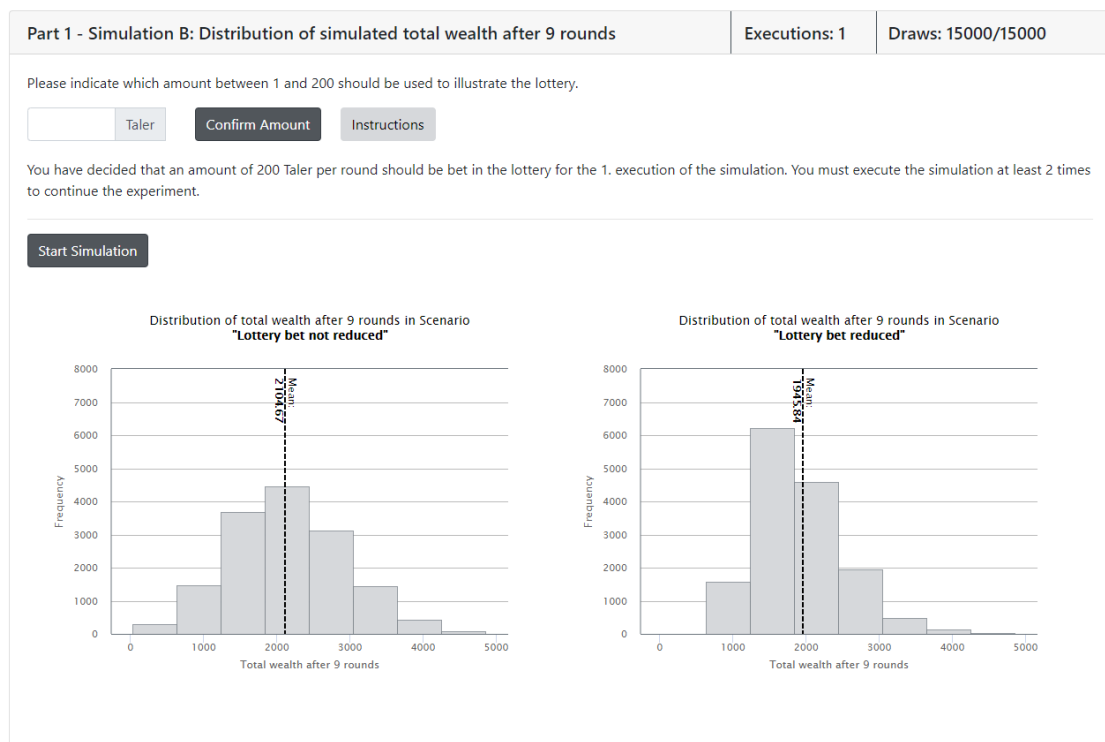 Part 1 - Simulation B: Distribution of simulated total wealth after 9 rounds
Executions: 1
Draws: 15000/15000
Please indicate which amount between 1 and 200 should be used to illustrate the lottery.
Taler
Confirm Amount
Instructions
You have decided that an amount of 200 Taler per round should be bet in the lottery for the 1. execution of the simulation. You must execute the simulation at least 2 times
to continue the experiment.
Start Simulation
Distribution of total wealth after 9 rounds in Scenario
"Lottery bet not reduced"
8000
7000
6000
5000
4000
3000
2000
1000
0
Frequency
Mean:
2104.67
0
1000
2000
3000
4000
5000
Total wealth after 9 rounds
Distribution of total wealth after 9 rounds in Scenario
"Lottery bet reduced"
8000
7000
6000
5000
4000
3000
2000
1000
0
Frequency
Mean:
1945.84
0
1000
2000
3000
4000
5000
Total wealth after 9 rounds